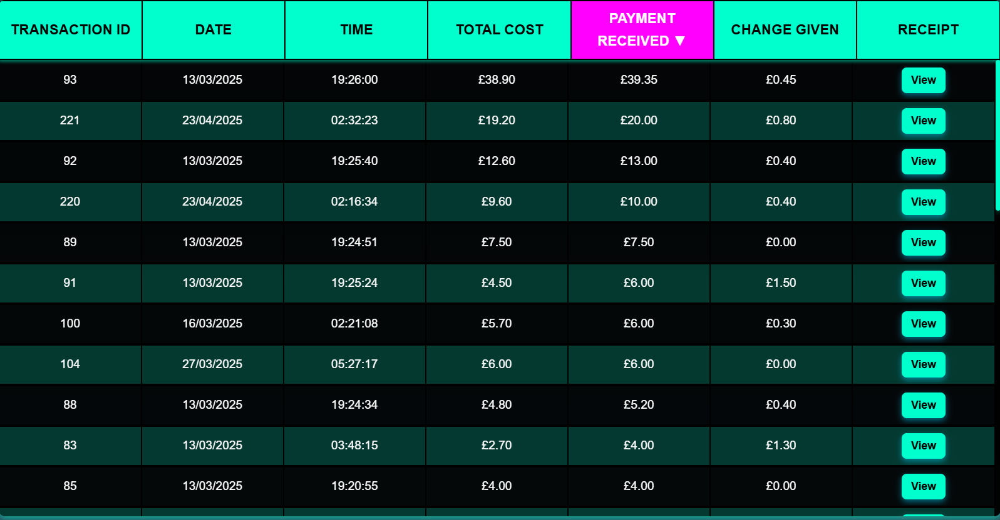 TRANSACTION ID DATE TIME TOTAL COST PAYMENT RECEIVED ▼ CHANGE GIVEN RECEIPT
93 13/03/2025 19:26:00 £38.90 £39.35 £0.45 View
221 23/04/2025 02:32:23 £19.20 £20.00 £0.80 View
92 13/03/2025 19:25:40 £12.60 £13.00 £0.40 View
220 23/04/2025 02:16:34 £9.60 £10.00 £0.40 View
89 13/03/2025 19:24:51 £7.50 £7.50 £0.00 View
91 13/03/2025 19:25:24 £4.50 £6.00 £1.50 View
100 16/03/2025 02:21:08 £5.70 £6.00 £0.30 View
104 27/03/2025 05:27:17 £6.00 £6.00 £0.00 View
88 13/03/2025 19:24:34 £4.80 £5.20 £0.40 View
83 13/03/2025 03:48:15 £2.70 £4.00 £1.30 View
85 13/03/2025 19:20:55 £4.00 £4.00 £0.00 View